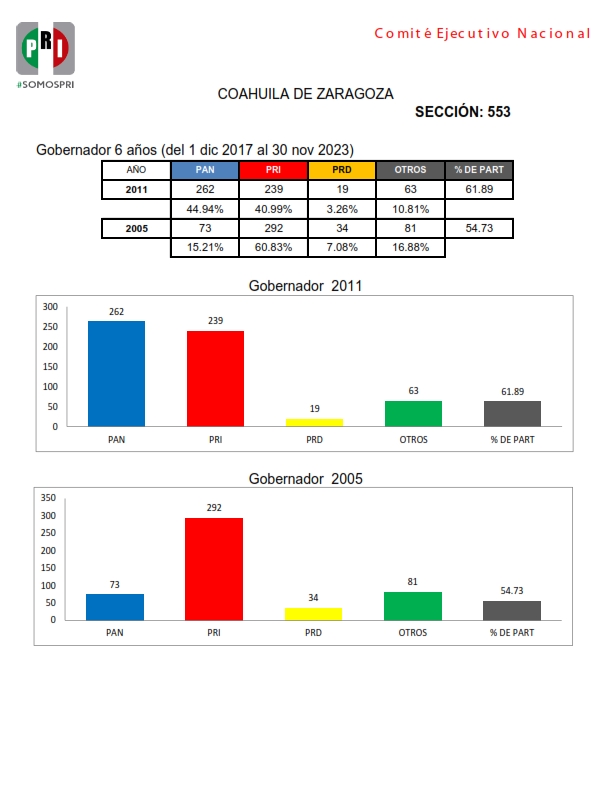 Comité Ejecutivo Nacional
PRI
#SOMOSPRI
COAHUILA DE ZARAGOZA
SECCIÓN: 553
Gobernador 6 años (del 1 dic 2017 al 30 nov 2023)
AÑO PAN PRI PRD OTROS % DE PART
2011 262 239 19 63 61.89
44.94% 40.99% 3.26% 10.81%
2005 73 292 34 81 54.73
15.21% 60.83% 7.08% 16.88%
Gobernador 2011
300
250
200
150
100
50
0
262
239
19
63
61.89
PAN PRI PRD OTROS % DE PART
Gobernador 2005
350
300
250
200
150
100
50
0
73
292
34
81
54.73
PAN PRI PRD OTROS % DE PART